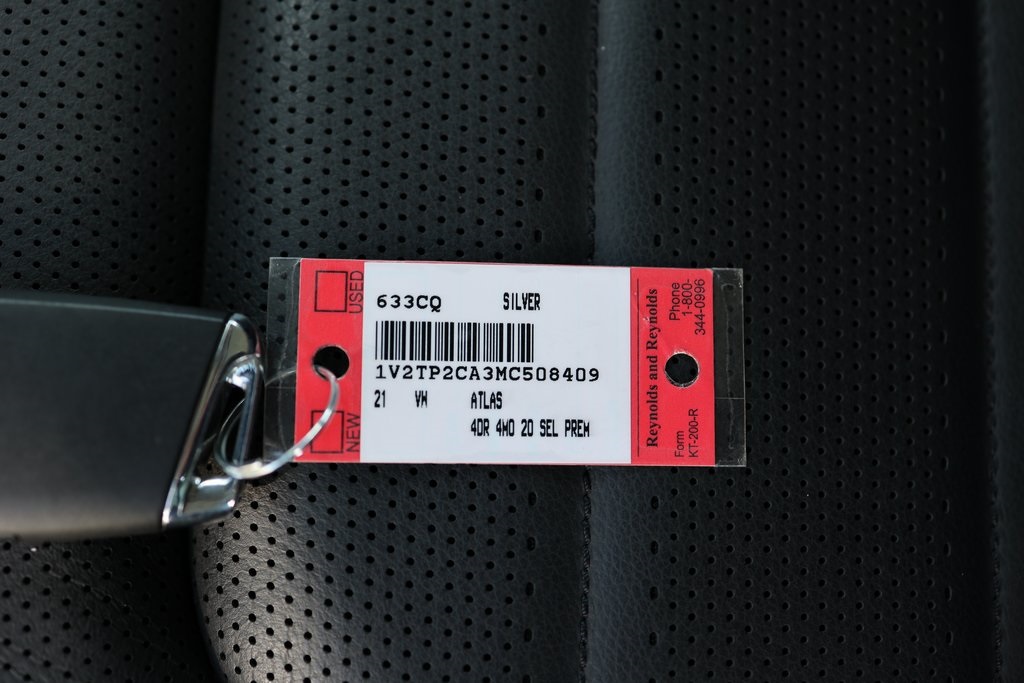 USED
NEW
633CQ SILVER
1V2TP2CA3MC508409
21 VW ATLAS
4DR 4MO 20 SEL PREM
Reynolds and Reynolds
Phone
1-800-
344-0996
Form
KT-200-R